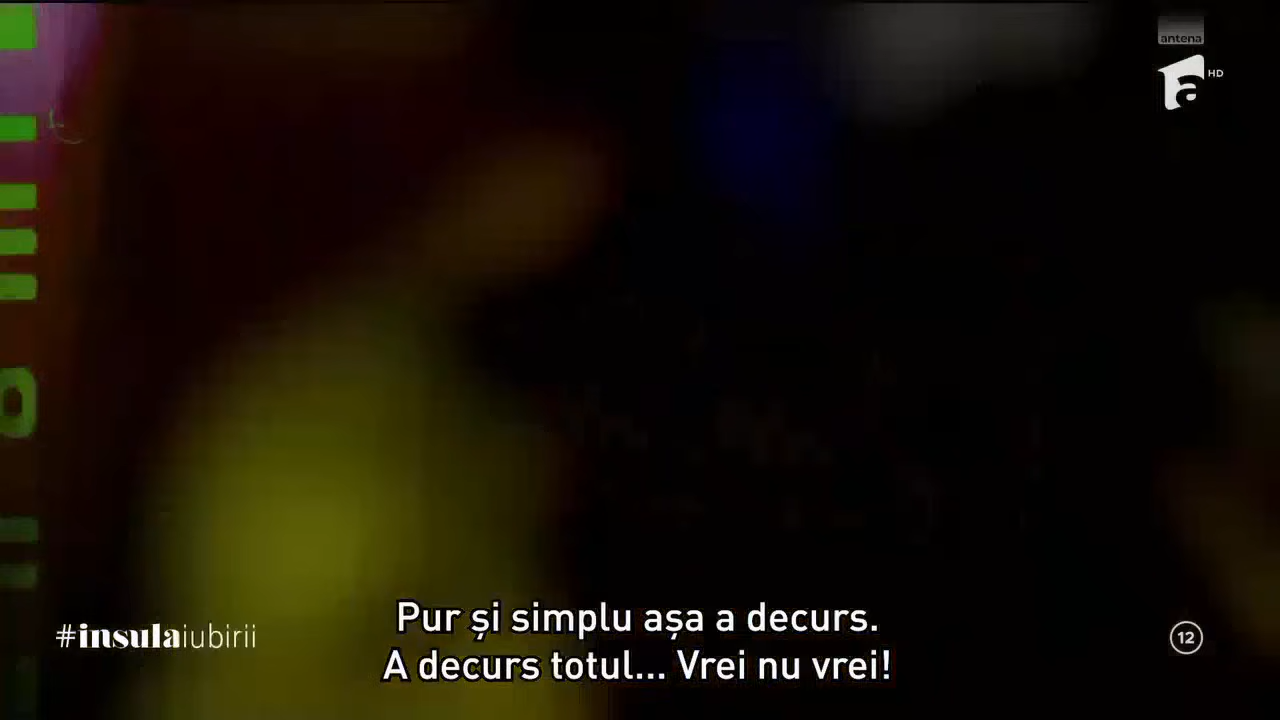 antena
a HD
Pur și simplu așa a decurs.
#insulaiubirii
12
A decurs totul... Vrei nu vrei!